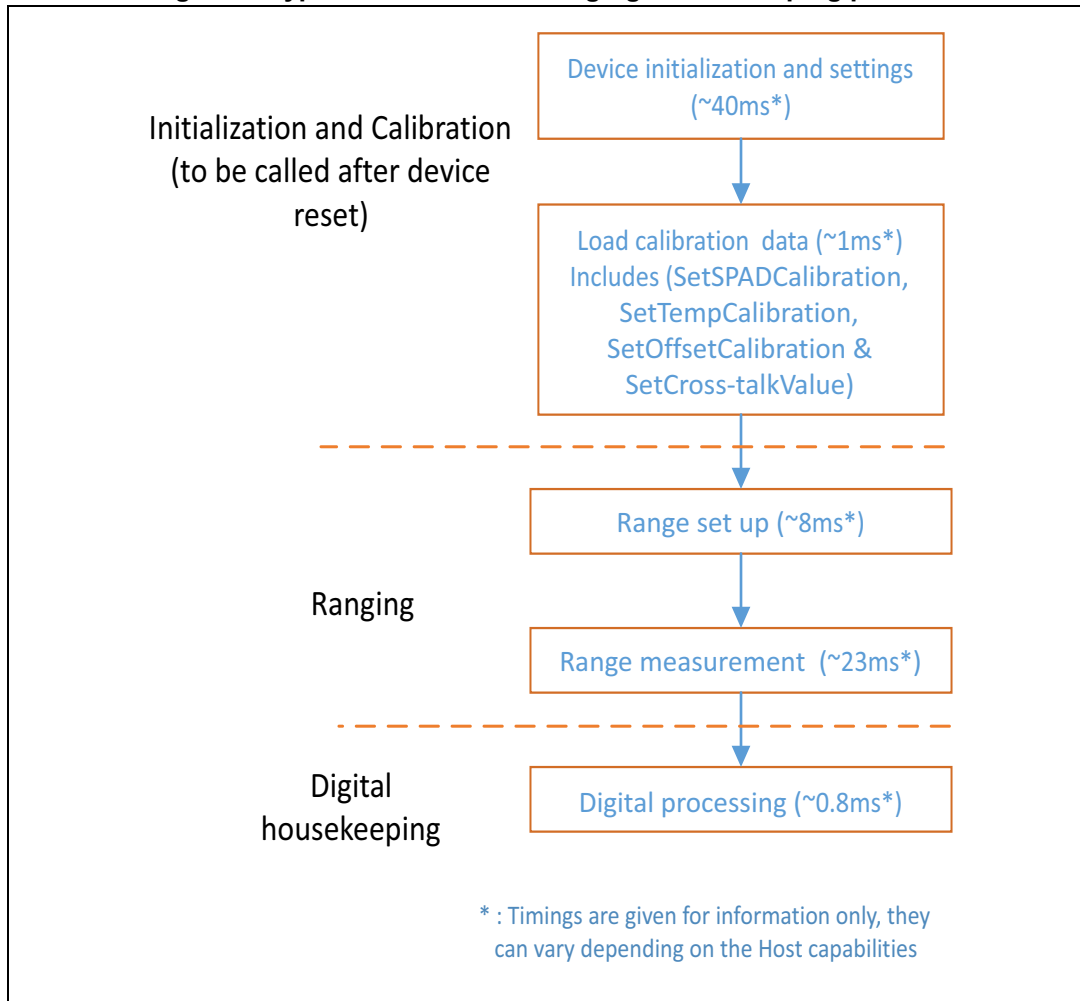 Device initialization and settings
(~40ms*)
Initialization and Calibration
(to be called after device
reset)
Load calibration data (~1ms*)
Includes (SetSPADCalibration,
SetTempCalibration,
SetOffsetCalibration &
SetCross-talkValue)
Range set up (~8ms*)
Ranging
Range measurement (~23ms*)
Digital
housekeeping
Digital processing (~0.8ms*)
* : Timings are given for information only, they
can vary depending on the Host capabilities